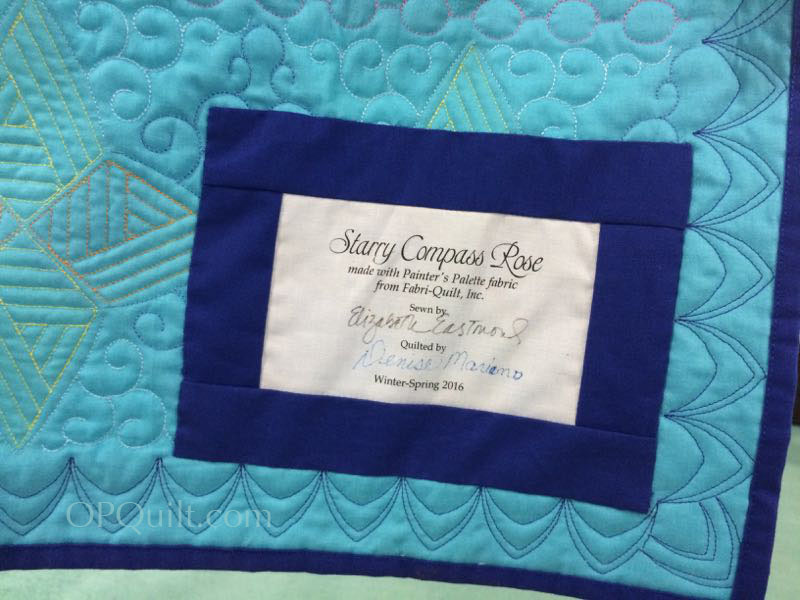 Starry Compass Rose
made with Painter's Palette fabric
from Fabri-Quilt, Inc.
Sewn by
Elizabeth Eastmond
Quilted by
Denise Mariano
Winter-Spring 2016
OPQuilt.com